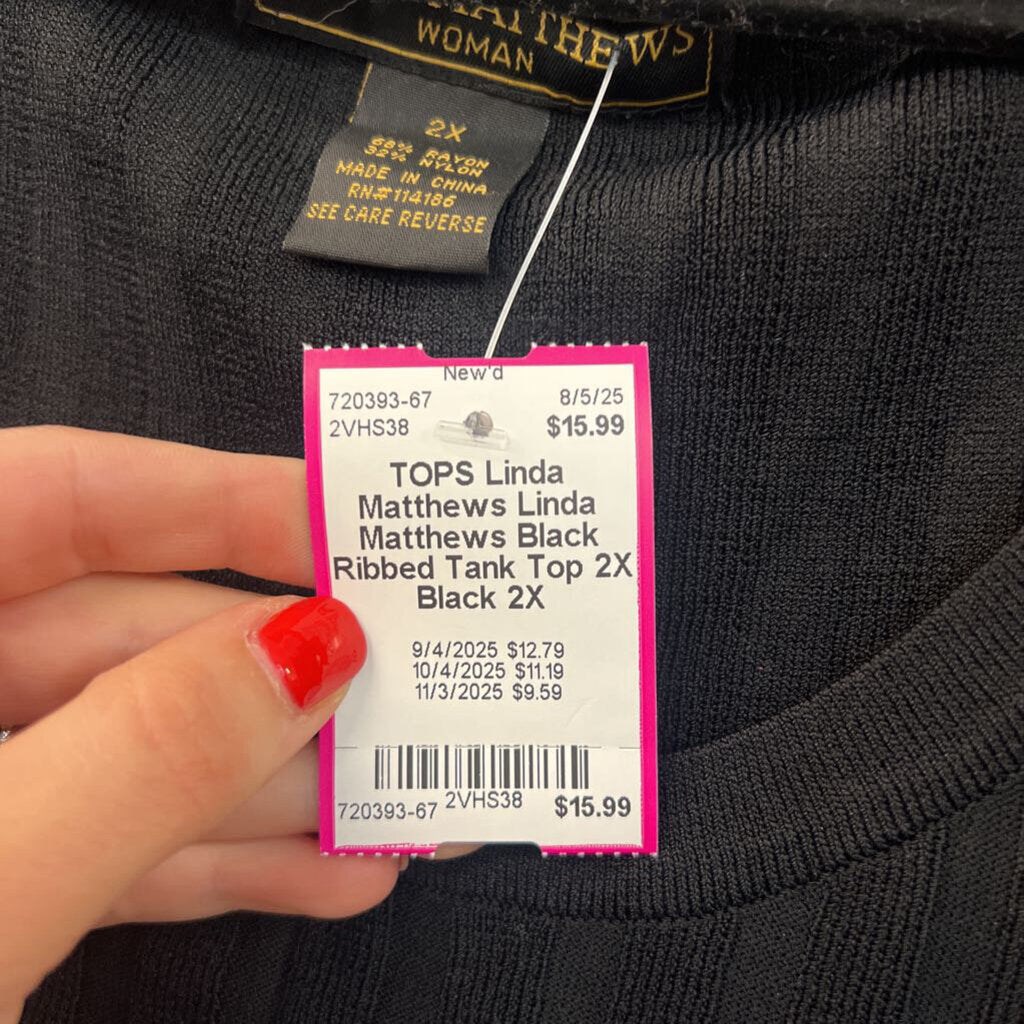 MATTHEWS
WOMAN
2X
68% RAYON
32% NYLON
MADE IN CHINA
RN#114186
SEE CARE REVERSE
New'd
720393-67 8/5/25
2VHS38 $15.99
TOPS Linda
Matthews Linda
Matthews Black
Ribbed Tank Top 2X
Black 2X
9/4/2025 $12.79
10/4/2025 $11.19
11/3/2025 $9.59
720393-67 2VHS38 $15.99